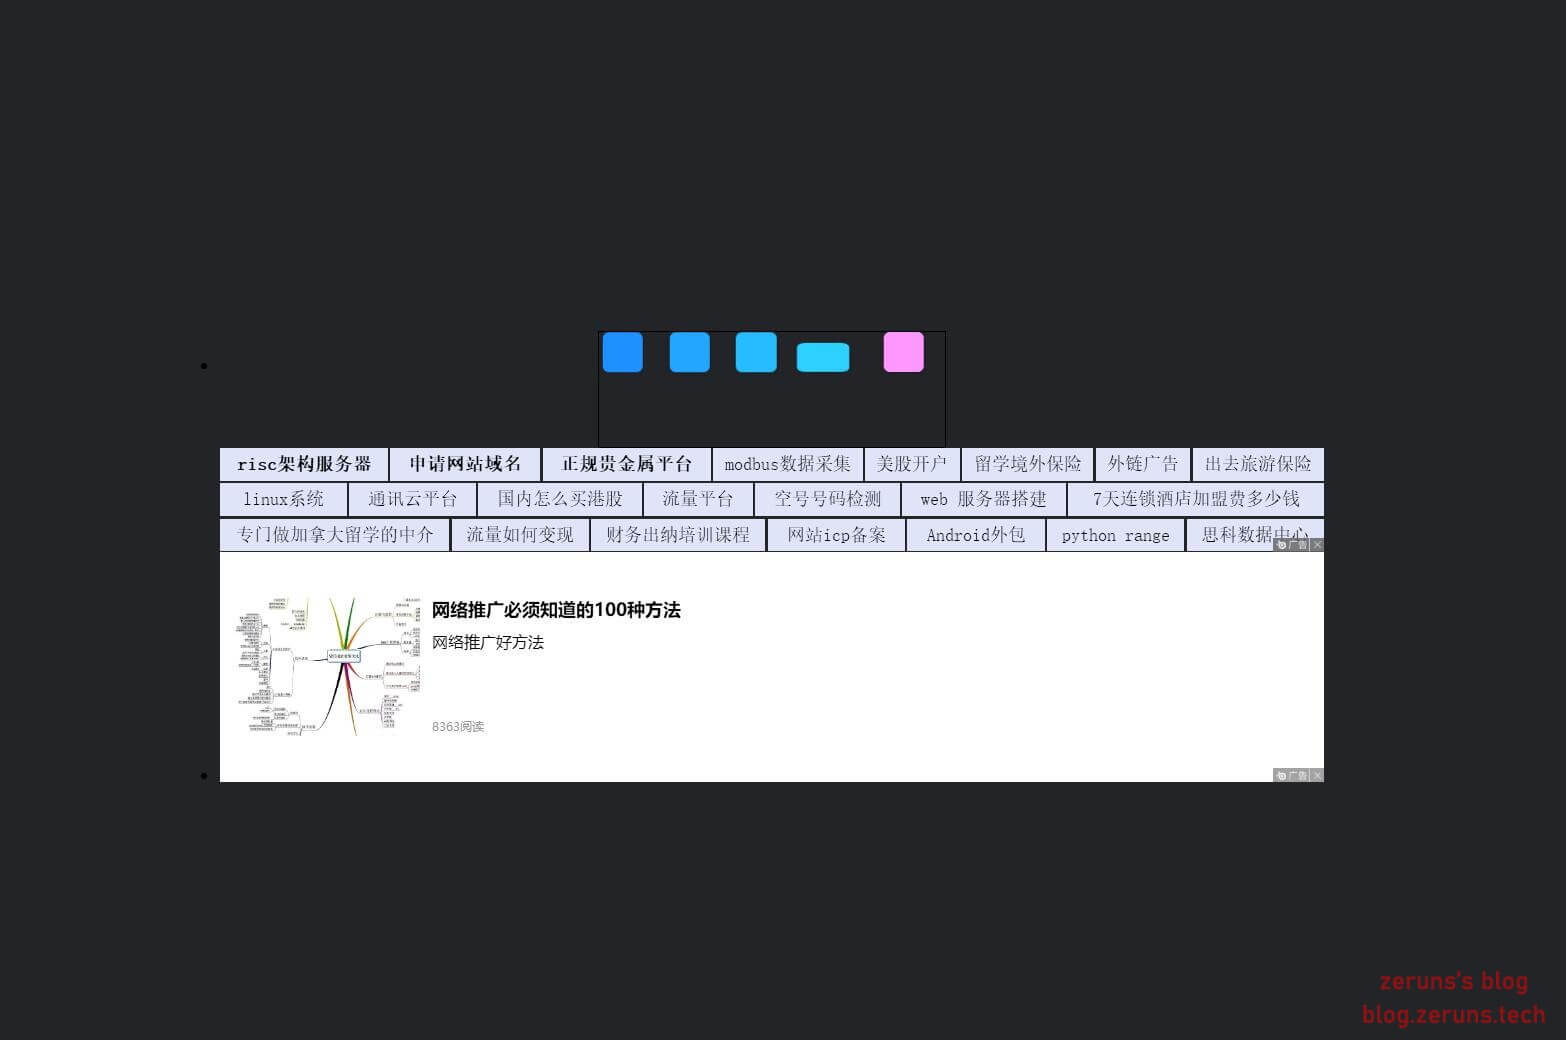 risc架构服务器 申请网站域名 正规贵金属平台 modbus数据采集 美股开户 留学境外保险 外链广告 出去旅游保险
linux系统 通讯云平台 国内怎么买港股 流量平台 空号号码检测 web 服务器搭建 7天连锁酒店加盟费多少钱
专门做加拿大留学的中介 流量如何变现 财务出纳培训课程 网站icp备案 Android外包 python range 思科数据中心
广告
网络推广必须知道的100种方法
网络推广好方法
8363阅读
广告
zeruns's blog
blog.zeruns.tech